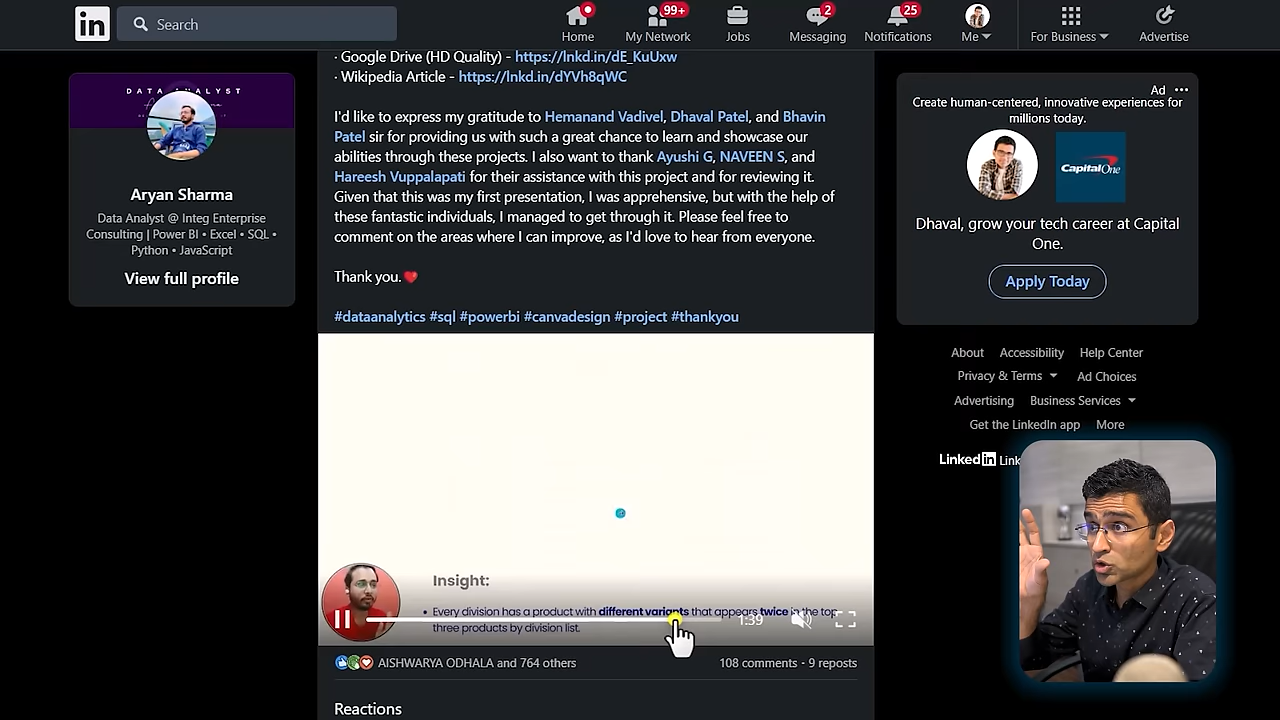 in
Search
Home
My Network
99+
Jobs
Messaging
2
Notifications
25
Me
For Business
Advertise
DATA ANALYST
Aryan Sharma
Data Analyst @ Integ Enterprise
Consulting | Power BI • Excel • SQL •
Python • JavaScript
View full profile
· Google Drive (HD Quality) - https://lnkd.in/dE_KuUxw
· Wikipedia Article - https://lnkd.in/dYVh8qWC
I'd like to express my gratitude to Hemanand Vadivel, Dhaval Patel, and Bhavin
Patel sir for providing us with such a great chance to learn and showcase our
abilities through these projects. I also want to thank Ayushi G, NAVEEN S, and
Hareesh Vuppalapati for their assistance with this project and for reviewing it.
Given that this was my first presentation, I was apprehensive, but with the help of
these fantastic individuals, I managed to get through it. Please feel free to
comment on the areas where I can improve, as I'd love to hear from everyone.
Thank you.❤️
#dataanalytics #sql #powerbi #canvadesign #project #thankyou
Insight:
• Every division has a product with different variants that appears twice in the top
three products by division list.
1:39
AISHWARYA ODHALA and 764 others
108 comments • 9 reposts
Reactions
Ad
Create human-centered, innovative experiences for
millions today.
Capital One
Dhaval, grow your tech career at Capital
One.
Apply Today
About Accessibility Help Center
Privacy & Terms Ad Choices
Advertising Business Services
Get the LinkedIn app More
Linked in Link